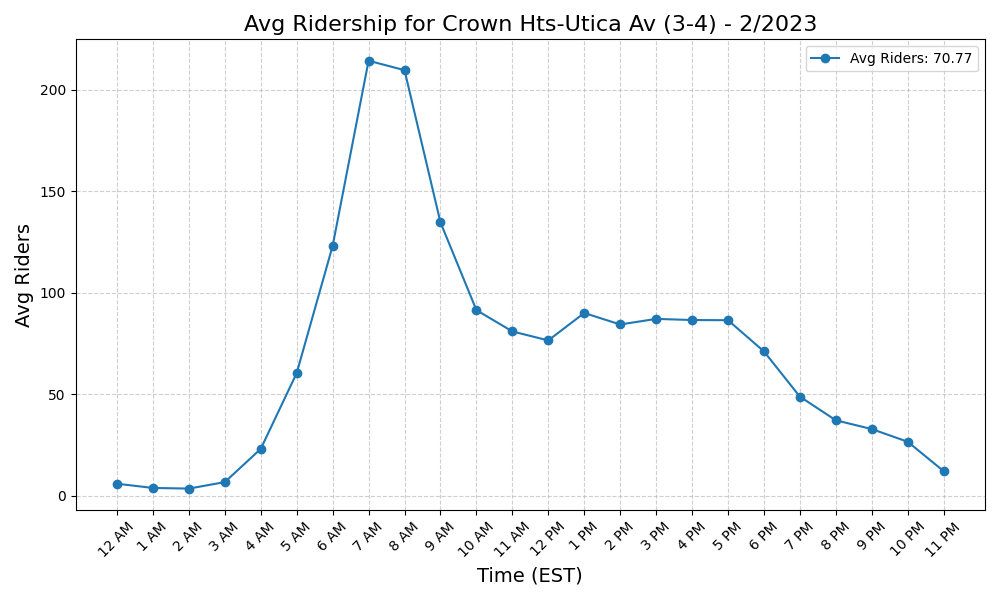 Avg Ridership for Crown Hts-Utica Av (3-4) - 2/2023
Avg Riders: 70.77
Avg Riders
200
150
100
50
0
12 AM
1 AM
2 AM
3 AM
4 AM
5 AM
6 AM
7 AM
8 AM
9 AM
10 AM
11 AM
12 PM
1 PM
2 PM
3 PM
4 PM
5 PM
6 PM
7 PM
8 PM
9 PM
10 PM
11 PM
Time (EST)